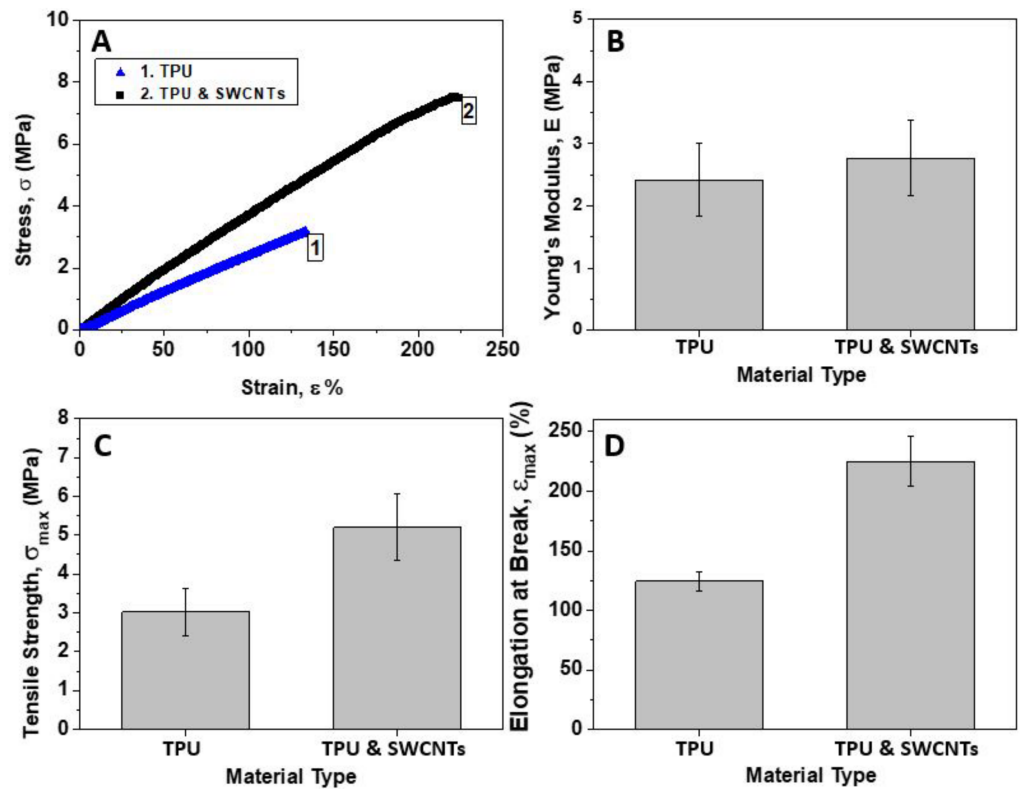 A
1. TPU
2. TPU & SWCNTs
10
8
6
4
2
0
Stress, σ (MPa)
2
1
0 50 100 150 200 250
Strain, ε %
B
5
4
3
2
1
0
Young's Modulus, E (MPa)
TPU TPU & SWCNTs
Material Type
C
8
7
6
5
4
3
2
1
0
Tensile Strength, σmax (MPa)
TPU TPU & SWCNTs
Material Type
D
250
200
150
100
50
0
Elongation at Break, εmax (%)
TPU TPU & SWCNTs
Material Type